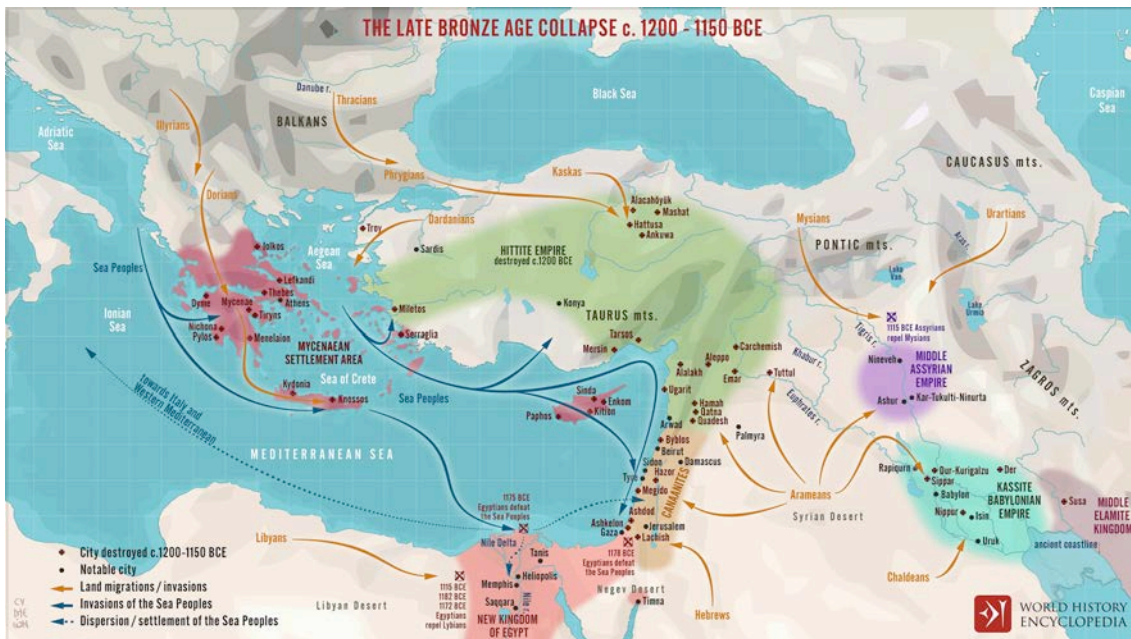 THE LATE BRONZE AGE COLLAPSE c. 1200 - 1150 BCE
Danube r.
Thracians
BALKANS
Black Sea
Caspian
Sea
Adriatic
Sea
Illyrians
Dorians
Phrygians
Kaskas
CAUCASUS mts.
Dardanians
Alacahöyük
Mashat
Hattusa
Ankuwa
Mysians
Urartians
PONTIC mts.
Aras r.
Troy
Sardis
Iolkos
Aegean
Sea
HITTITE EMPIRE
destroyed c.1200 BCE
Lake
Van
Lake
Urmia
Sea Peoples
Lefkandi
Thebes
Athens
Dyme
Mycenae
Tiryns
Miletos
Konya
TAURUS mts.
Ionian
Sea
Nichona
Pylos
Menelaion
MYCENAEAN
SETTLEMENT AREA
Serraglia
Tarsos
Mersin
1115 BCE Assyrians
repel Mysians
Tigris r.
Carchemish
Aleppo
Alalakh
Emar
Tuttul
Khabur r.
Nineveh
MIDDLE
ASSYRIAN
EMPIRE
ZAGROS mts.
Sea of Crete
Kydonia
Knossos
Sea Peoples
Sinda
Enkom
Kition
Paphos
Ugarit
Hamah
Qatna
Quadesh
Euphrates r.
Ashur
Kar-Tukulti-Ninurta
towards Italy and
Western Mediterranean
Arwad
Palmyra
MEDITERRANEAN SEA
Byblos
Beirut
Sidon
Damascus
Tyre
Hazor
Megido
CANAANITES
Arameans
Syrian Desert
Rapiqum
Dur-Kurigalzu
Sippar
Der
Babylon
KASSITE
BABYLONIAN
EMPIRE
Nippur
Isin
Uruk
Susa
MIDDLE
ELAMITE
KINGDOM
ancient coastline
1175 BCE
Egyptians defeat
the Sea Peoples
Ashdod
Ashkelon
Gaza
Jerusalem
Lachish
Libyans
Nile Delta
Tanis
1178 BCE
Egyptians defeat
the Sea Peoples
Chaldeans
Hebrews
Negev Desert
Timna
Heliopolis
Memphis
Saqqara
Nile r.
NEW KINGDOM
OF EGYPT
1115 BCE
1182 BCE
1172 BCE
Egyptians
repel Lybians
Libyan Desert
City destroyed c.1200-1150 BCE
Notable city
Land migrations / invasions
Invasions of the Sea Peoples
Dispersion / settlement of the Sea Peoples
WORLD HISTORY
ENCYCLOPEDIA